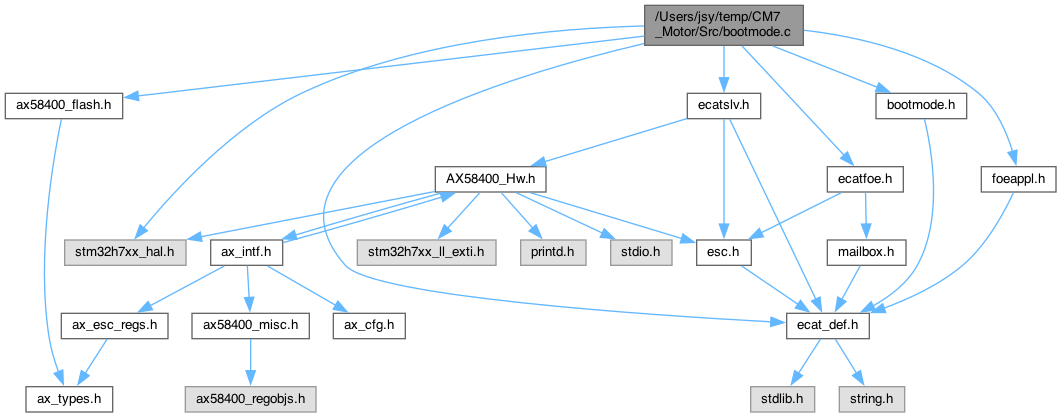 /Users/jsy/temp/CM7
_Motor/Src/bootmode.c
ax58400_flash.h
ecatslv.h
bootmode.h
AX58400_Hw.h
ecatfoe.h
foeappl.h
stm32h7xx_hal.h
ax_intf.h
stm32h7xx_ll_exti.h
printd.h
stdio.h
esc.h
mailbox.h
ax_esc_regs.h
ax58400_misc.h
ax_cfg.h
ecat_def.h
ax_types.h
ax58400_regobjs.h
stdlib.h
string.h